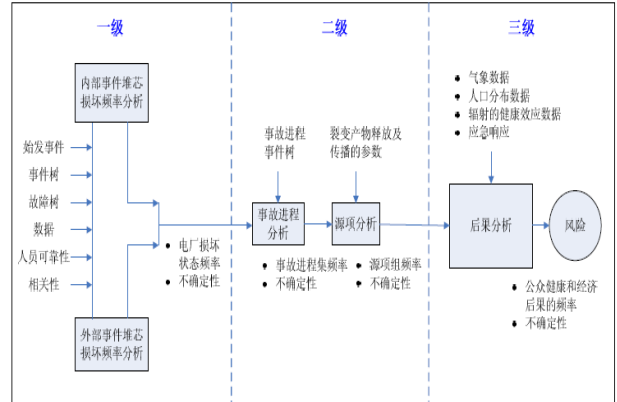 一级
二级
三级
内部事件堆芯
损坏频率分析
始发事件
事件树
故障树
数据
人员可靠性
相关性
外部事件堆芯
损坏频率分析
• 电厂损坏
状态频率
• 不确定性
事故进程
事件树
裂变产物释放及
传播的参数
事故进程
分析
源项分析
• 事故进程集频率
• 不确定性
• 源项组频率
• 不确定性
• 气象数据
• 人口分布数据
• 辐射的健康效应数据
• 应急响应
后果分析
风险
• 公众健康和经济
后果的频率
• 不确定性